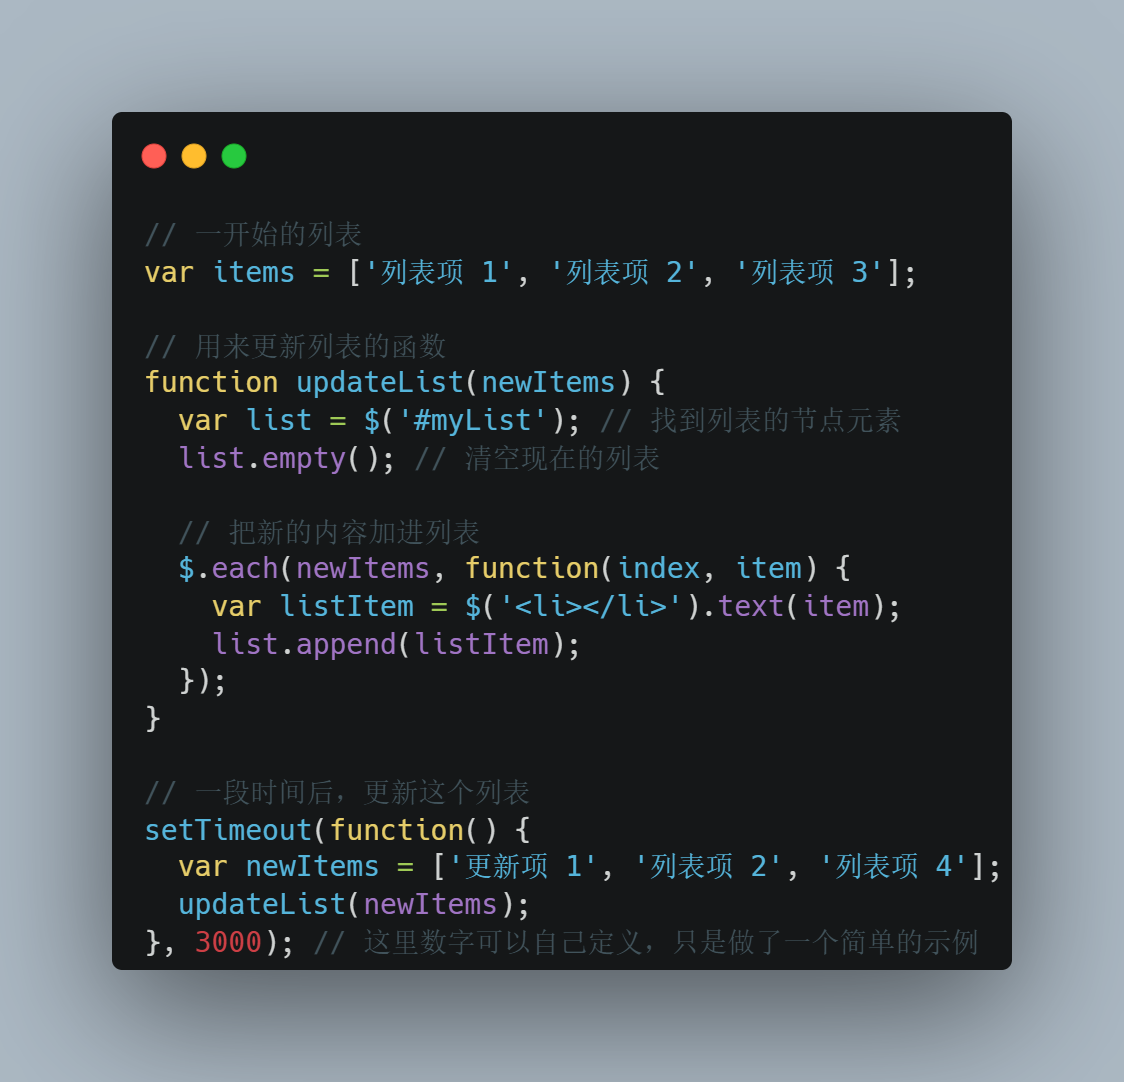 // 一开始的列表
var items = ['列表项 1', '列表项 2', '列表项 3'];
// 用来更新列表的函数
function updateList(newItems) {
  var list = $('#myList'); // 找到列表的节点元素
  list.empty(); // 清空现在的列表
  // 把新的内容加进列表
  $.each(newItems, function(index, item) {
    var listItem = $('<li></li>').text(item);
    list.append(listItem);
  });
}
// 一段时间后，更新这个列表
setTimeout(function() {
  var newItems = ['更新项 1', '列表项 2', '列表项 4'];
  updateList(newItems);
}, 3000); // 这里数字可以自己定义，只是做了一个简单的示例